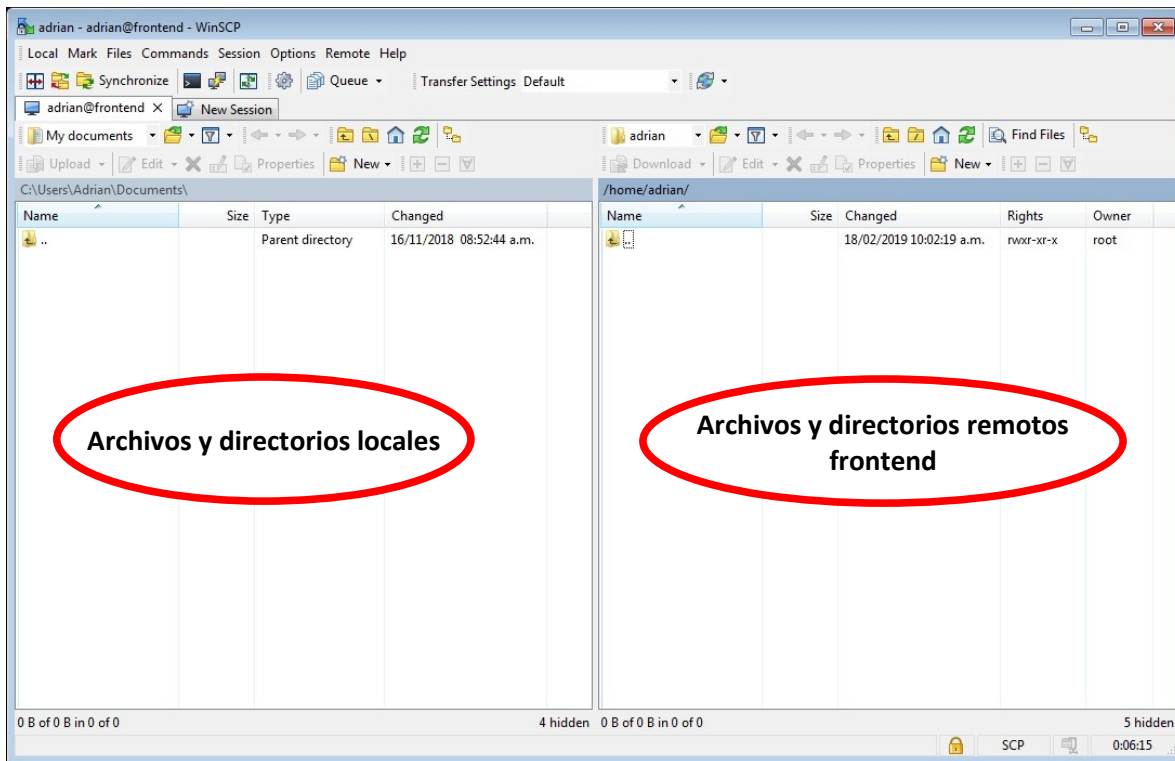 adrian - adrian@frontend - WinSCP
Local Mark Files Commands Session Options Remote Help
Synchronize Queue Transfer Settings Default
adrian@frontend × New Session
My documents adrian Find Files
Upload Edit Properties New Download Edit Properties New
C:\Users\Adrian\Documents\ /home/adrian/
Name Size Type Changed Name Size Changed Rights Owner
.. Parent directory 16/11/2018 08:52:44 a.m. .. 18/02/2019 10:02:19 a.m. rwxr-xr-x root
Archivos y directorios locales
Archivos y directorios remotos
frontend
0 B of 0 B in 0 of 0 4 hidden 0 B of 0 B in 0 of 0 5 hidden
SCP 0:06:15